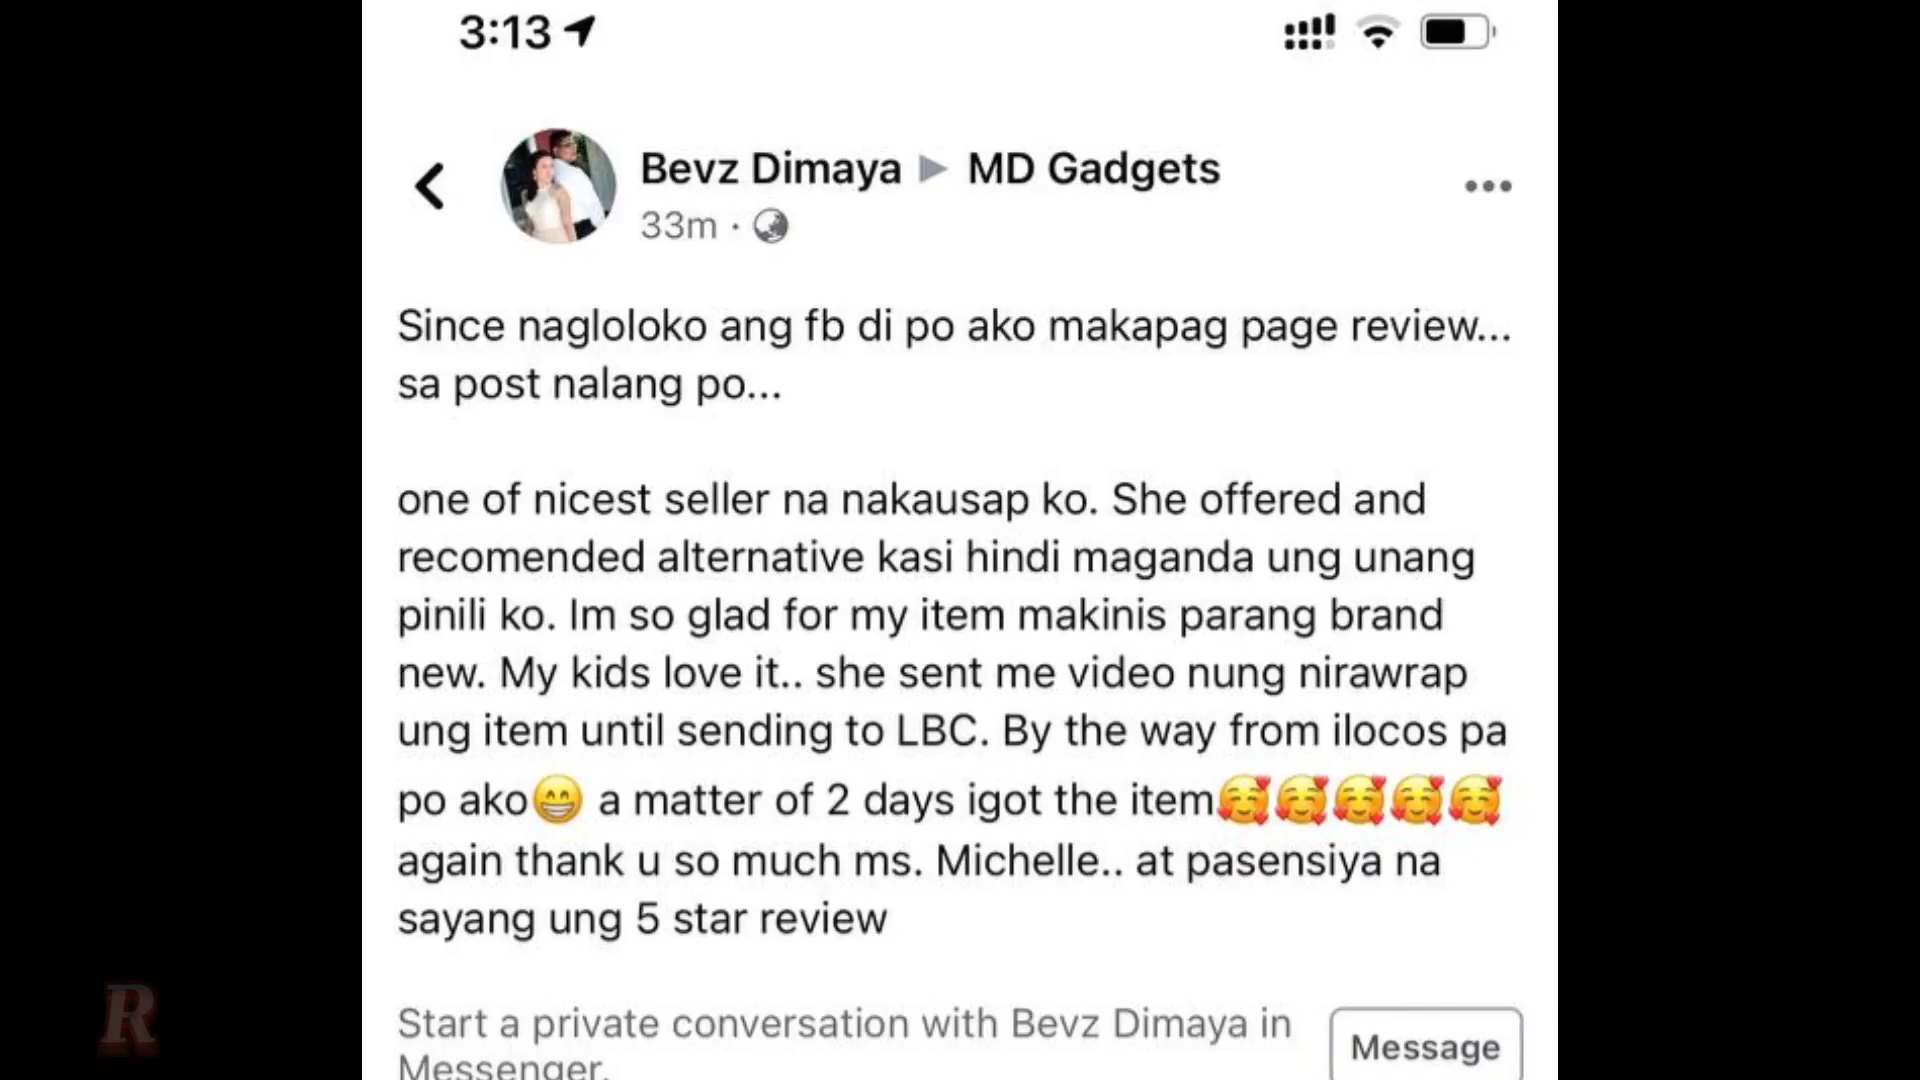 3:13
Bevz Dimaya ▶ MD Gadgets
33m ·
Since nagloloko ang fb di po ako makapag page review...
sa post nalang po...
one of nicest seller na nakausap ko. She offered and
recomended alternative kasi hindi maganda ung unang
pinili ko. Im so glad for my item makinis parang brand
new. My kids love it.. she sent me video nung nirawrap
ung item until sending to LBC. By the way from ilocos pa
po ako😁 a matter of 2 days igot the item🥰🥰🥰🥰🥰
again thank u so much ms. Michelle.. at pasensiya na
sayang ung 5 star review
Start a private conversation with Bevz Dimaya in
Messenger.
Message
R